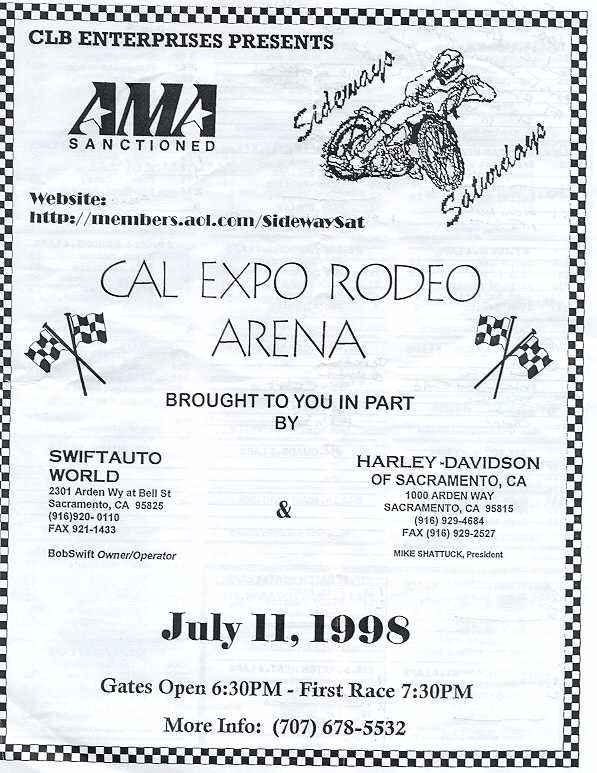 CLB ENTERPRISES PRESENTS
AMA
SANCTIONED
Sideways
Saturdays
Website:
http://members.aol.com/SidewaySat
CAL EXPO RODEO
ARENA
BROUGHT TO YOU IN PART
BY
SWIFTAUTO
WORLD
2301 Arden Wy at Bell St
Sacramento, CA 95825
(916)920- 0110
FAX 921-1433
BobSwift Owner/Operator
&
HARLEY-DAVIDSON
OF SACRAMENTO, CA
1000 ARDEN WAY
SACRAMENTO, CA 95815
(916) 929-4684
FAX (916) 929-2527
MIKE SHATTUCK, President
July 11, 1998
Gates Open 6:30PM - First Race 7:30PM
More Info: (707) 678-5532